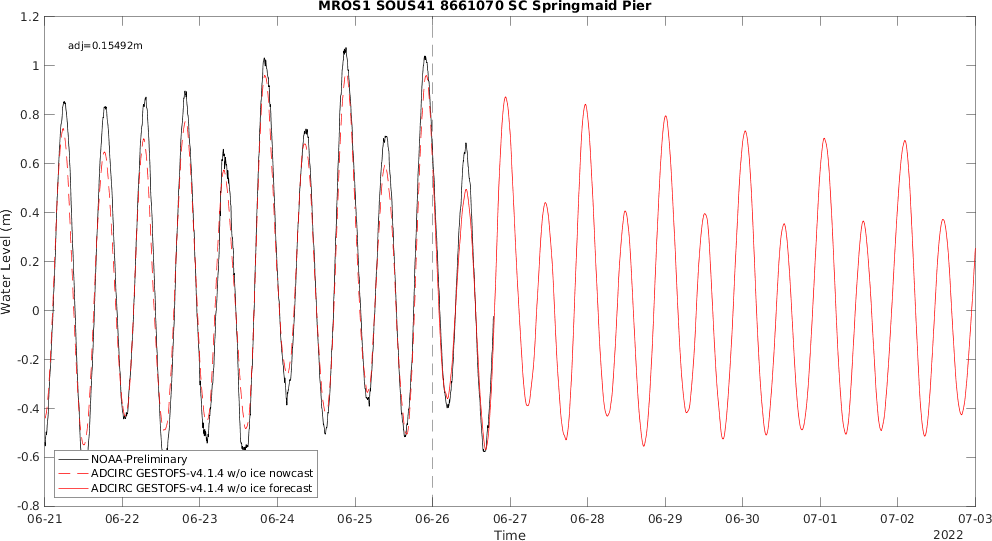 MROS1 SOUS41 8661070 SC Springmaid Pier
adj=0.15492m
1.2
1
0.8
0.6
0.4
0.2
0
-0.2
-0.4
-0.6
-0.8
Water Level (m)
NOAA-Preliminary
ADCIRC GESTOFS-v4.1.4 w/o ice nowcast
ADCIRC GESTOFS-v4.1.4 w/o ice forecast
06-21 06-22 06-23 06-24 06-25 06-26 06-27 06-28 06-29 06-30 07-01 07-02 07-03
Time
2022